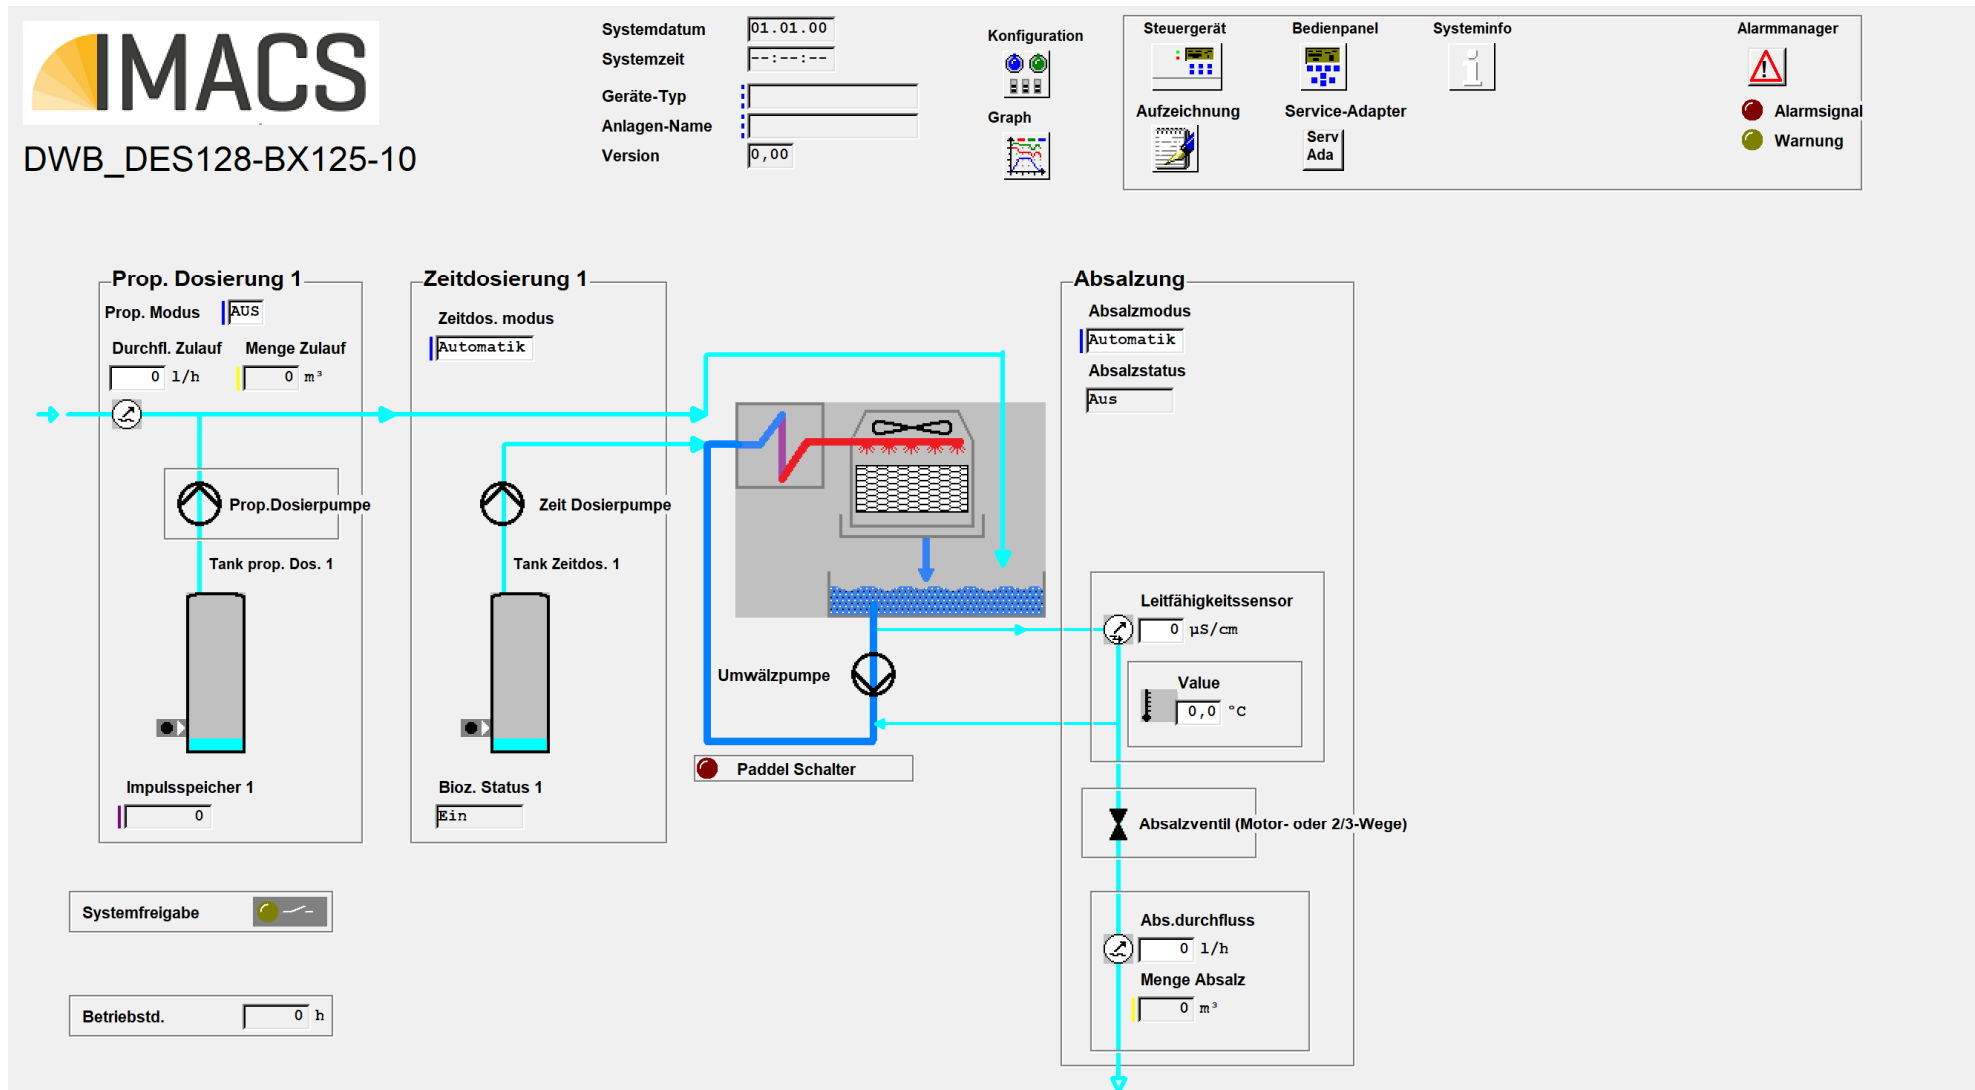 IMACS
DWB_DES128-BX125-10
Systemdatum 01.01.00
Systemzeit --:--:--
Geräte-Typ
Anlagen-Name
Version 0,00
Konfiguration
Graph
Steuergerät Bedienpanel Systeminfo Alarmmanager
Aufzeichnung Service-Adapter
Serv
Ada
Alarmsignal
Warnung
Prop. Dosierung 1
Prop. Modus AUS
Durchfl. Zulauf Menge Zulauf
0 l/h 0 m³
Prop.Dosierpumpe
Tank prop. Dos. 1
Impulsspeicher 1
0
Zeitdosierung 1
Zeitdos. modus
Automatik
Zeit Dosierpumpe
Tank Zeitdos. 1
Bioz. Status 1
Ein
Umwälzpumpe
Paddel Schalter
Absalzung
Absalzmodus
Automatik
Absalzstatus
Aus
Leitfähigkeitssensor
0 µS/cm
Value
0,0 °C
Absalzventil (Motor- oder 2/3-Wege)
Abs.durchfluss
0 l/h
Menge Absalz
0 m³
Systemfreigabe
Betriebstd. 0 h